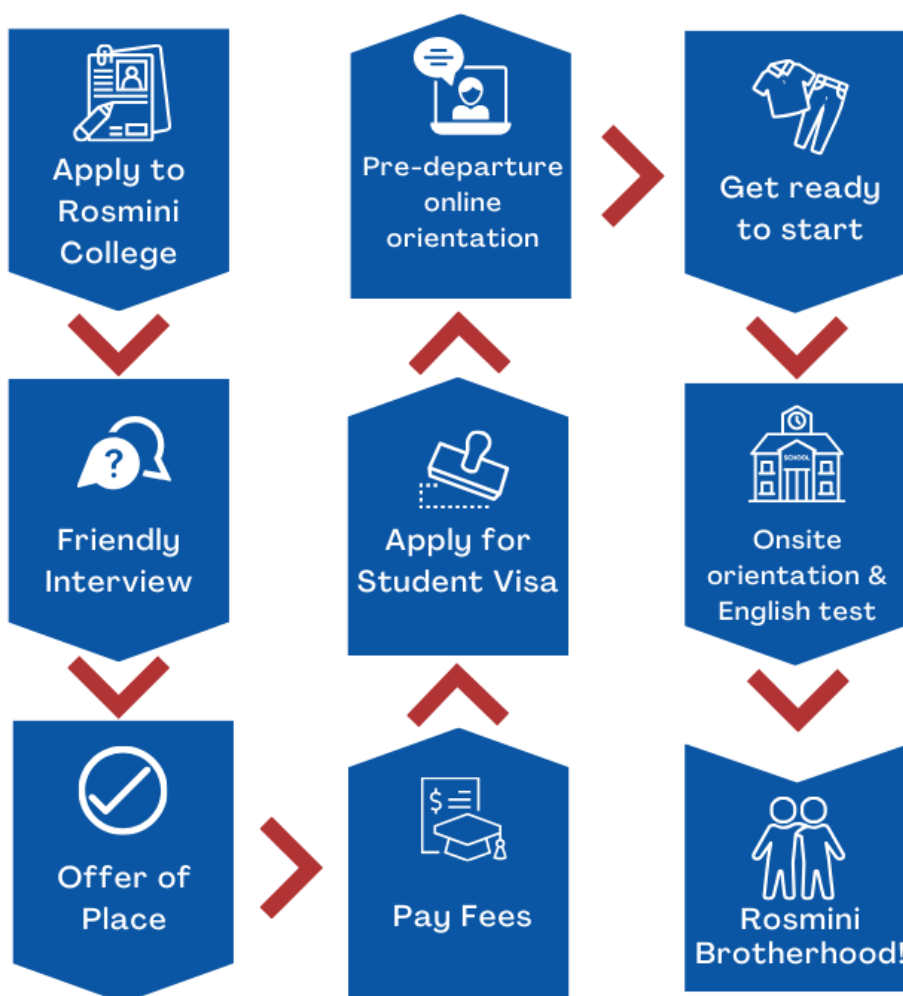 Apply to
Rosmini
College
Friendly
Interview
Offer of
Place
Pay Fees
$
Apply for
Student Visa
Pre-departure
online
orientation
Get ready
to start
SCHOOL
Onsite
orientation &
English test
Rosmini
Brotherhood!
?